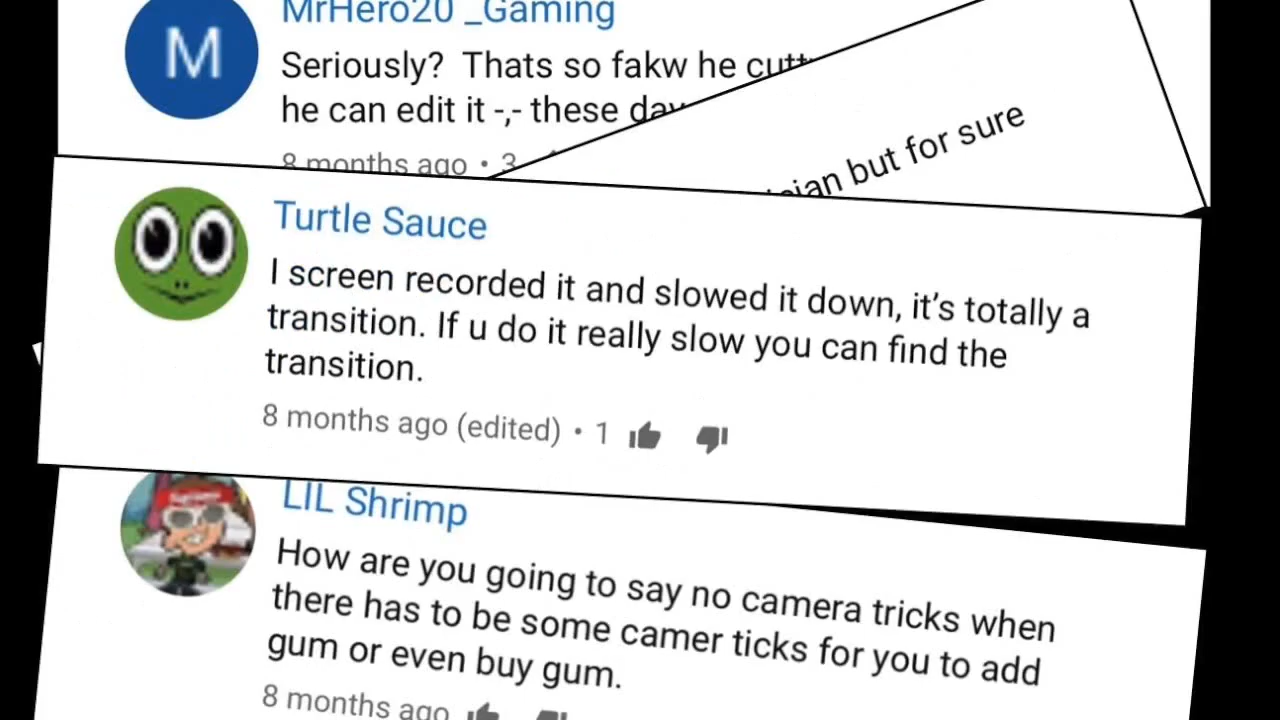 MrHero20 _Gaming
M
Seriously?  Thats so fakw he
he can edit it -,- these
8 months ago • 3
but for sure
Turtle Sauce
I screen recorded it and slowed it down, it's totally a
transition. If u do it really slow you can find the
transition.
8 months ago (edited) • 1
LIL Shrimp
How are you going to say no camera tricks when
there has to be some camer ticks for you to add
gum or even buy gum.
8 months ago